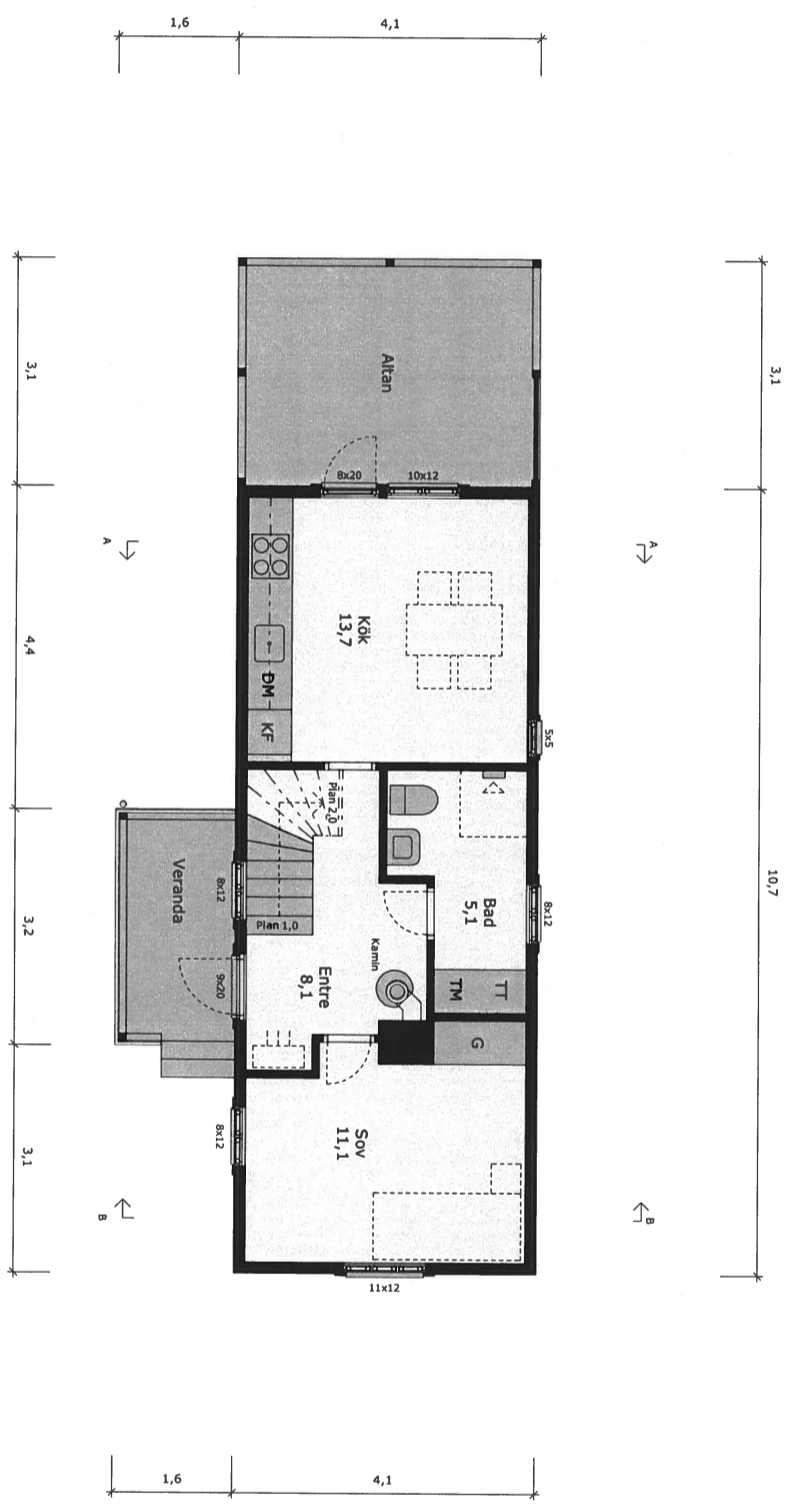 1,6
4,1
3,1
3,1
Altan
8x20
10x12
A
A
4,4
Kök
13,7
DM
KF
5x5
Plan 2,0
10,7
Veranda
8x12
8x12
Bad
5,1
Plan 1,0
3,2
Kamin
Entre
8,1
9x20
TM
TT
G
8x12
Sov
11,1
3,1
B
B
11x12
1,6
4,1